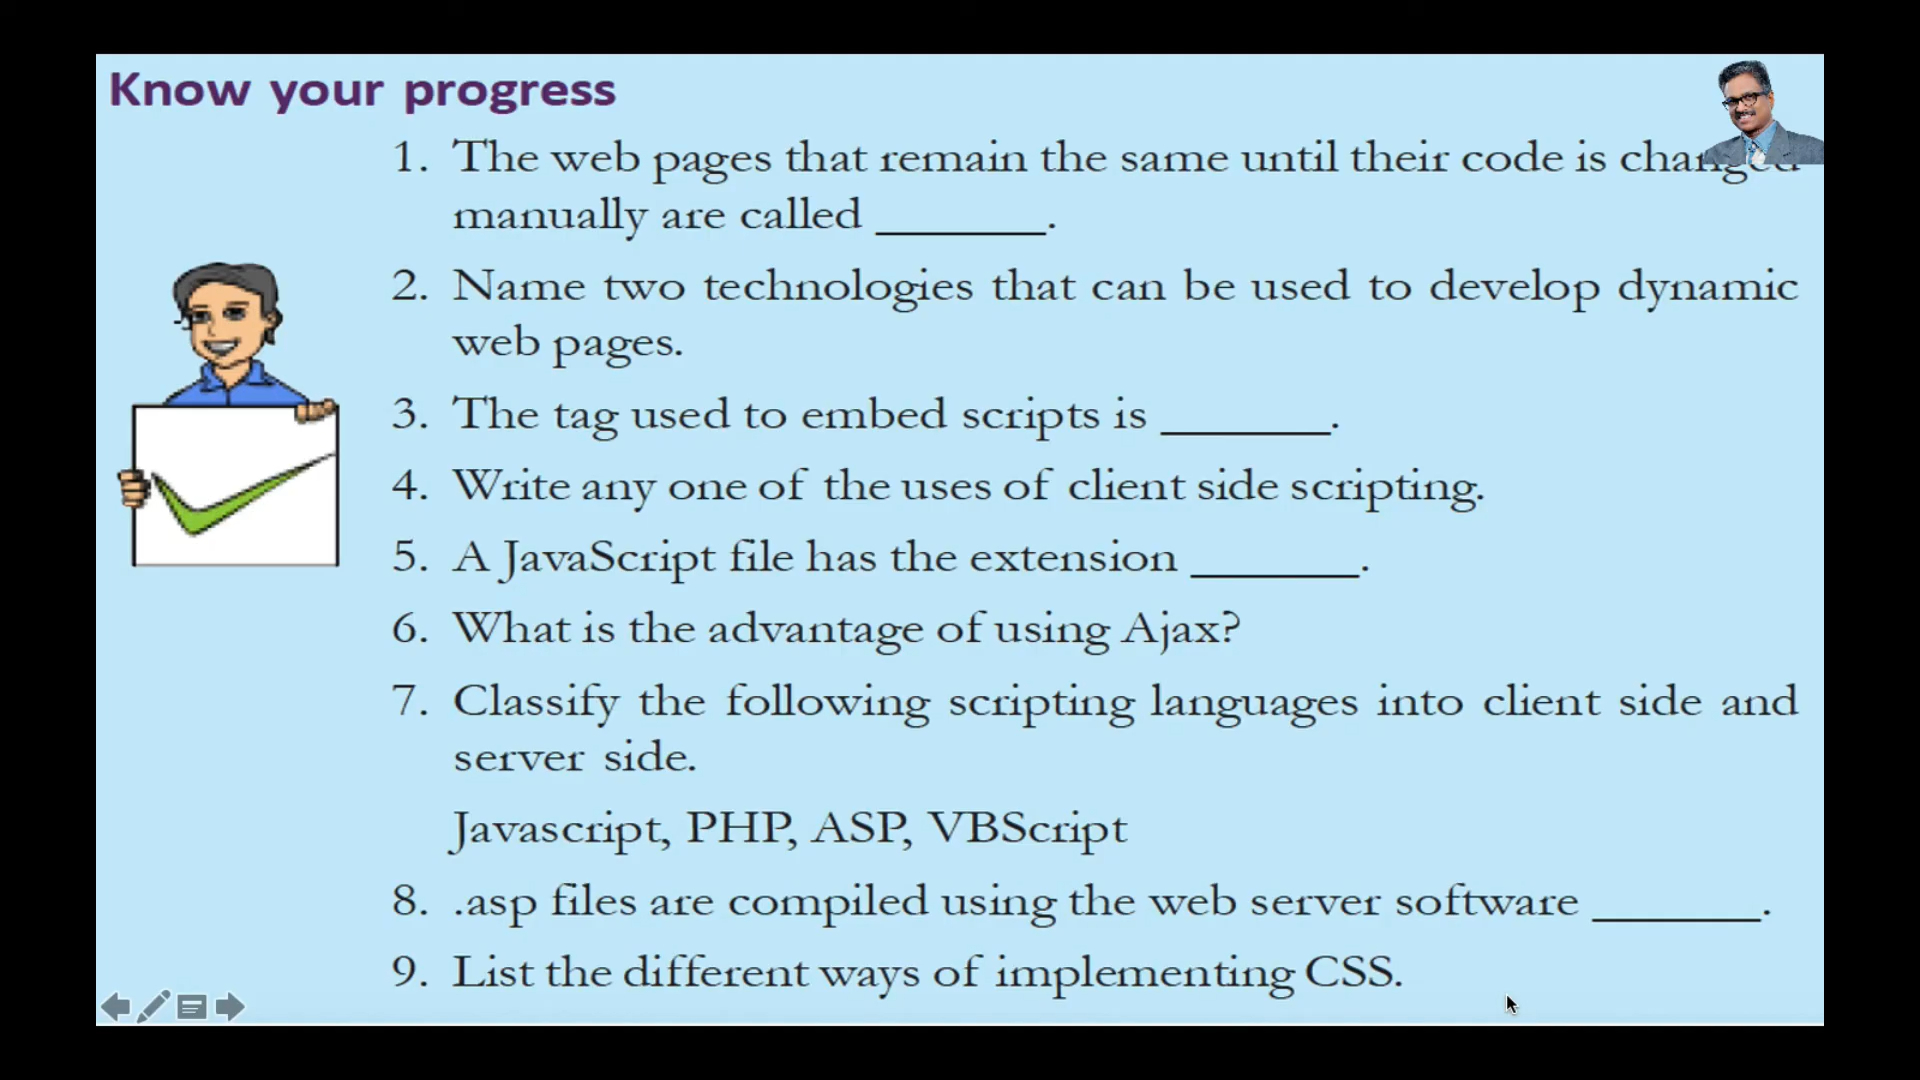 Know your progress
1. The web pages that remain the same until their code is changed
manually are called _______.
2. Name two technologies that can be used to develop dynamic
web pages.
3. The tag used to embed scripts is _______.
4. Write any one of the uses of client side scripting.
5. A JavaScript file has the extension _______.
6. What is the advantage of using Ajax?
7. Classify the following scripting languages into client side and
server side.
Javascript, PHP, ASP, VBScript
8. .asp files are compiled using the web server software _______.
9. List the different ways of implementing CSS.